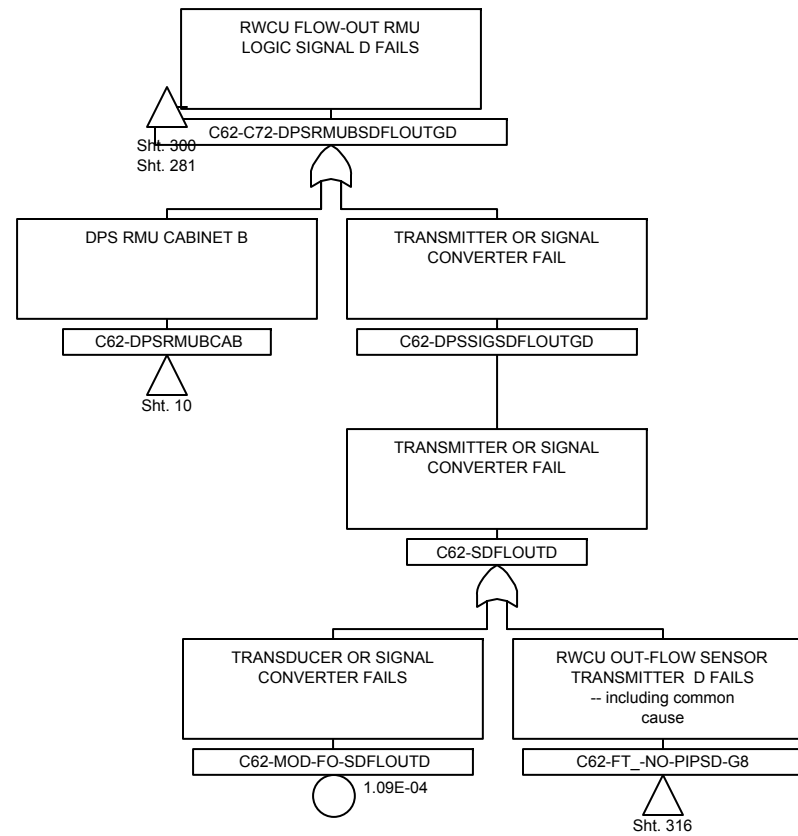 RWCU FLOW-OUT RMU
LOGIC SIGNAL D FAILS
C62-C72-DPSRMUBSDFLOUTGD
Sht. 300
Sht. 281
DPS RMU CABINET B
C62-DPSRMUBCAB
Sht. 10
TRANSMITTER OR SIGNAL
CONVERTER FAIL
C62-DPSSIGSDFLOUTGD
TRANSMITTER OR SIGNAL
CONVERTER FAIL
C62-SDFLOUTD
TRANSDUCER OR SIGNAL
CONVERTER FAILS
C62-MOD-FO-SDFLOUTD
1.09E-04
RWCU OUT-FLOW SENSOR
TRANSMITTER D FAILS
-- including common
cause
C62-FT_-NO-PIPSD-G8
Sht. 316